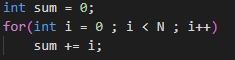 int sum = 0;
for(int i = 0 ; i < N ; i++)
    sum += i;